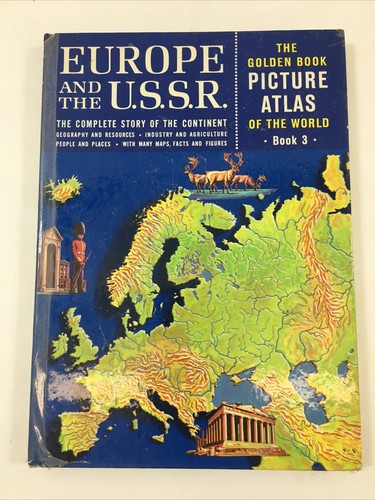 EUROPE
AND
THE U.S.S.R.
THE COMPLETE STORY OF THE CONTINENT
GEOGRAPHY AND RESOURCES • INDUSTRY AND AGRICULTURE
PEOPLE AND PLACES • WITH MANY MAPS, FACTS AND FIGURES
THE
GOLDEN BOOK
PICTURE
ATLAS
OF THE WORLD
• Book 3 •